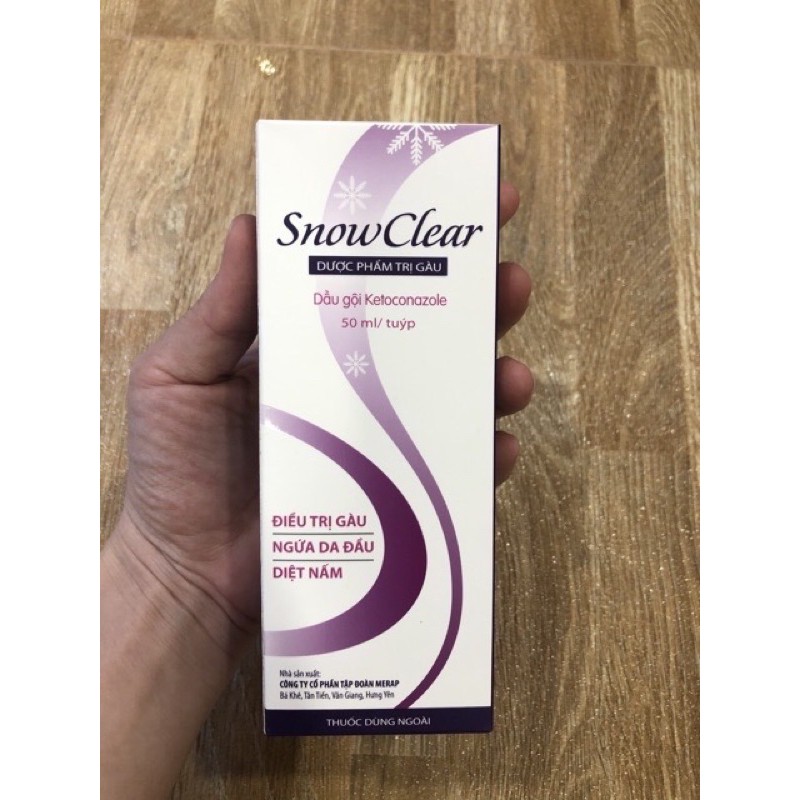 SnowClear
DƯỢC PHẨM TRỊ GÀU
Dầu gội Ketoconazole
50 ml/ tuýp
ĐIỀU TRỊ GÀU
NGỨA DA ĐẦU
DIỆT NẤM
Nhà sản xuất:
CÔNG TY CỔ PHẦN TẬP ĐOÀN MERAP
Bá Khê, Tân Tiến, Văn Giang, Hưng Yên
THUỐC DÙNG NGOÀI